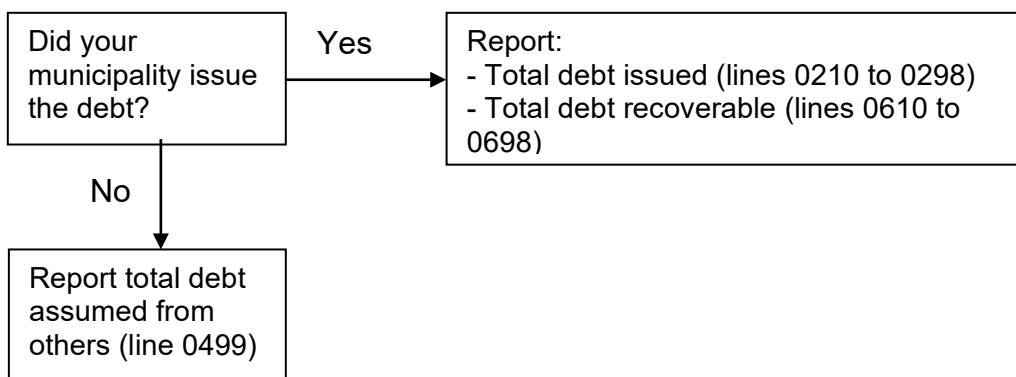 Did your
municipality issue
the debt?
Yes
Report:
- Total debt issued (lines 0210 to 0298)
- Total debt recoverable (lines 0610 to
0698)
No
Report total debt
assumed from
others (line 0499)